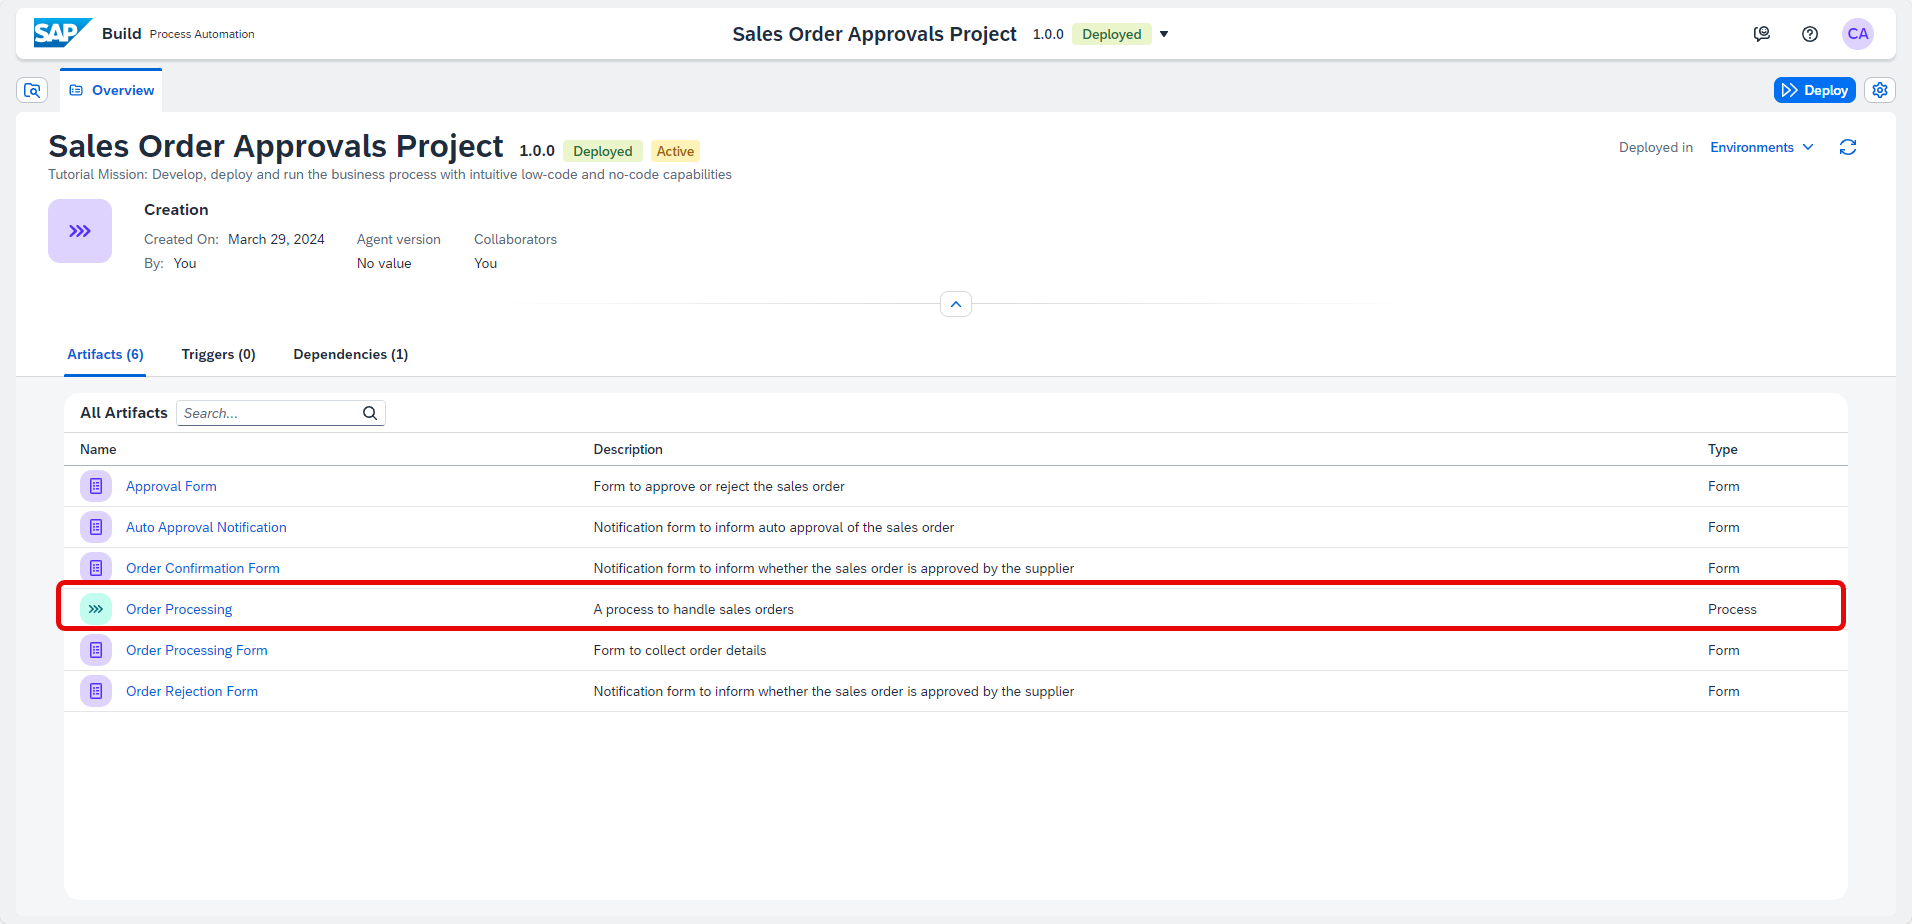 SAP Build Process Automation
Sales Order Approvals Project 1.0.0 Deployed
CA
Overview
Deploy
Sales Order Approvals Project 1.0.0 Deployed Active
Deployed in Environments
Tutorial Mission: Develop, deploy and run the business process with intuitive low-code and no-code capabilities
Creation
Created On: March 29, 2024 Agent version Collaborators
By: You No value You
Artifacts (6) Triggers (0) Dependencies (1)
All Artifacts Search...
Name Description Type
Approval Form Form to approve or reject the sales order Form
Auto Approval Notification Notification form to inform auto approval of the sales order Form
Order Confirmation Form Notification form to inform whether the sales order is approved by the supplier Form
Order Processing A process to handle sales orders Process
Order Processing Form Form to collect order details Form
Order Rejection Form Notification form to inform whether the sales order is approved by the supplier Form